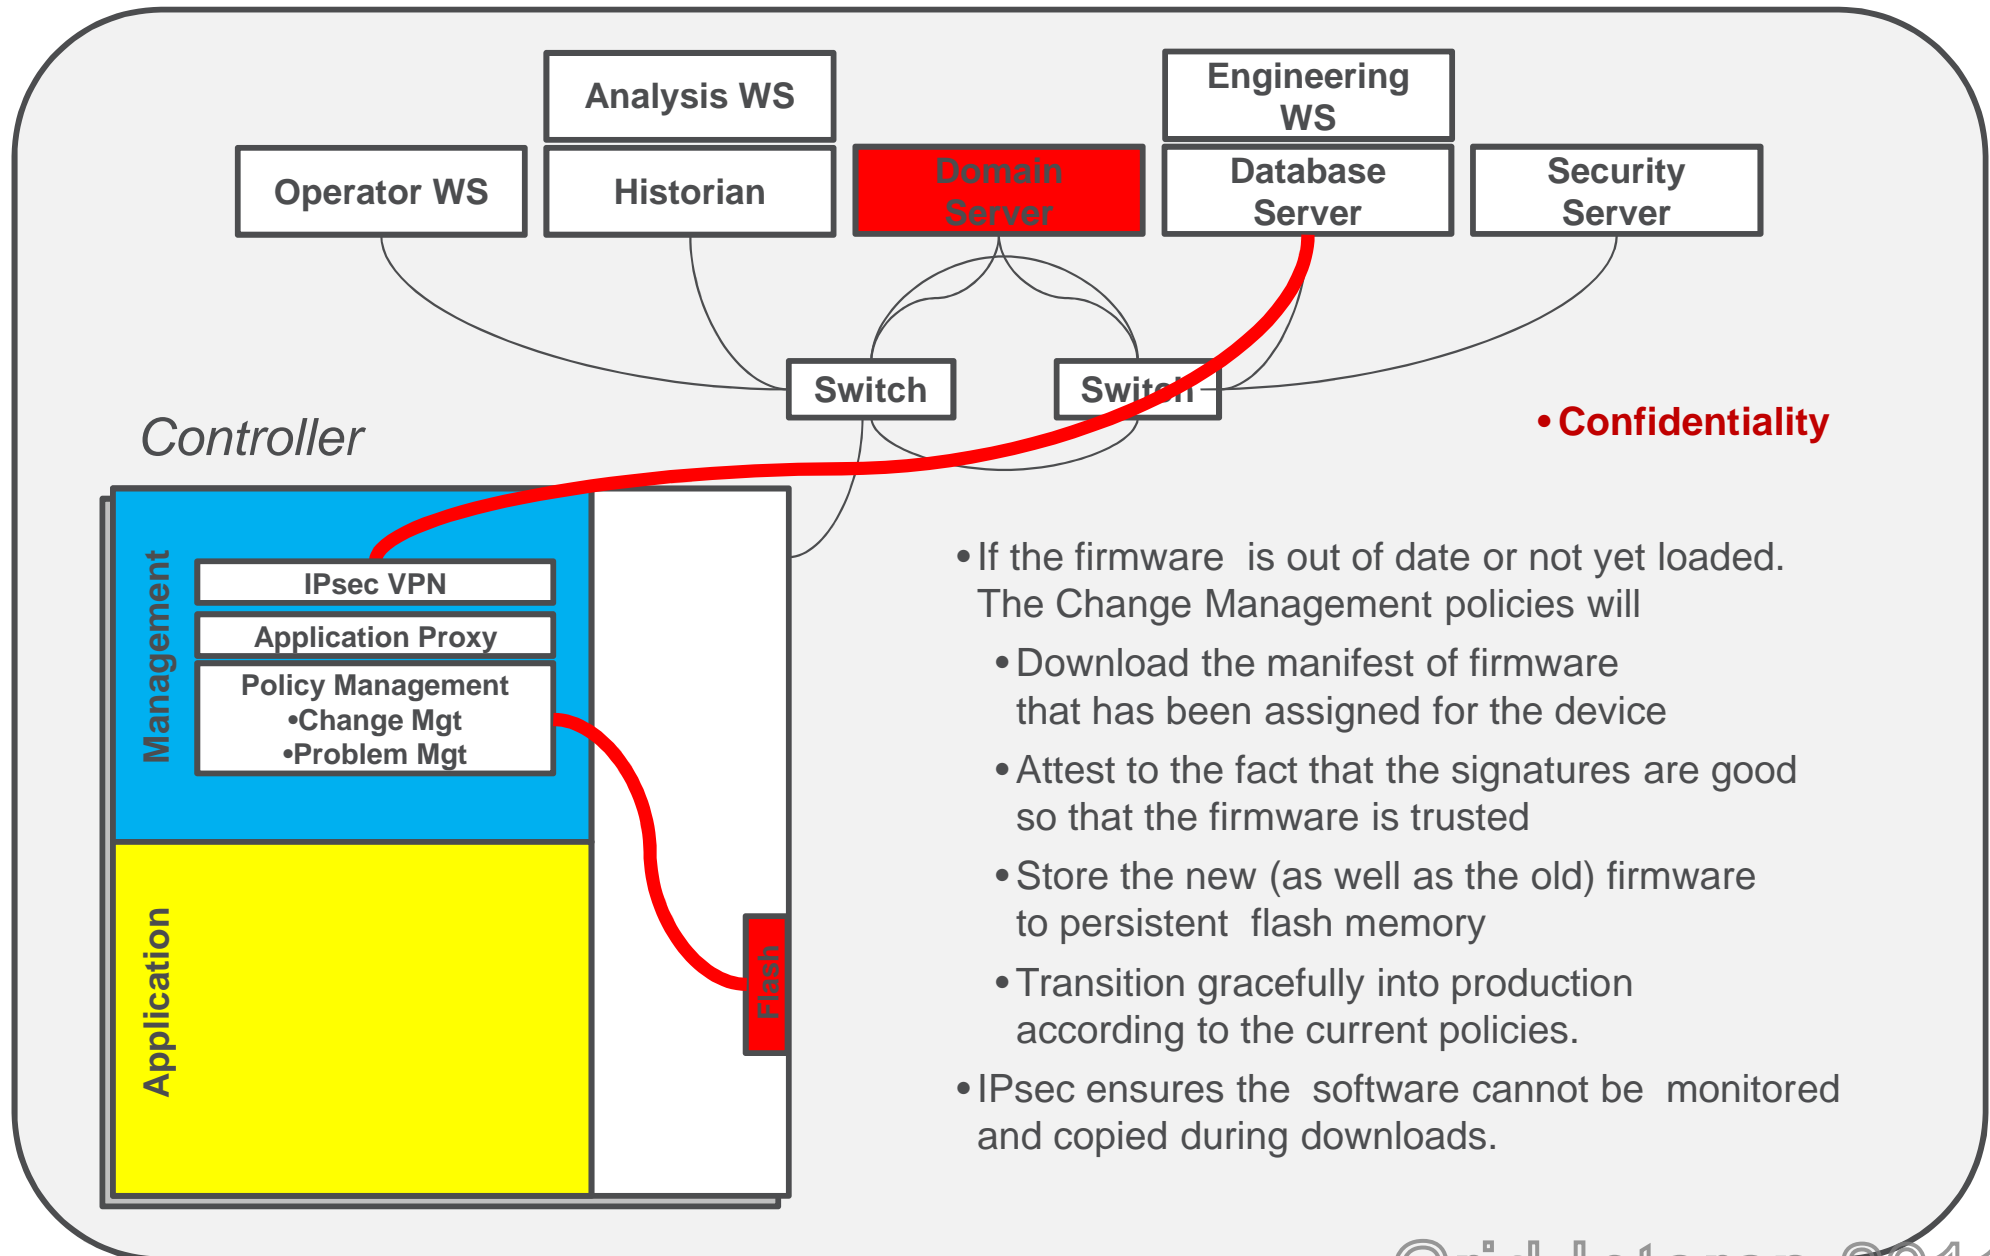 Analysis WS
Engineering
WS
Operator WS
Historian
Domain
Server
Database
Server
Security
Server
Switch
Switch
Controller
• Confidentiality
Management
IPsec VPN
Application Proxy
Policy Management
•Change Mgt
•Problem Mgt
Application
Flash
• If the firmware is out of date or not yet loaded.
The Change Management policies will
• Download the manifest of firmware
that has been assigned for the device
• Attest to the fact that the signatures are good
so that the firmware is trusted
• Store the new (as well as the old) firmware
to persistent flash memory
• Transition gracefully into production
according to the current policies.
• IPsec ensures the software cannot be monitored
and copied during downloads.